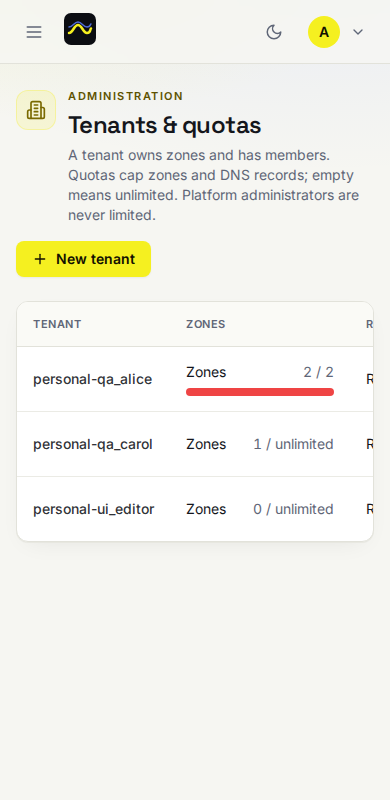 A
ADMINISTRATION
Tenants & quotas
A tenant owns zones and has members.
Quotas cap zones and DNS records; empty
means unlimited. Platform administrators are
never limited.
New tenant
TENANT ZONES R
personal-qa_alice Zones 2 / 2 R
personal-qa_carol Zones 1 / unlimited R
personal-ui_editor Zones 0 / unlimited R